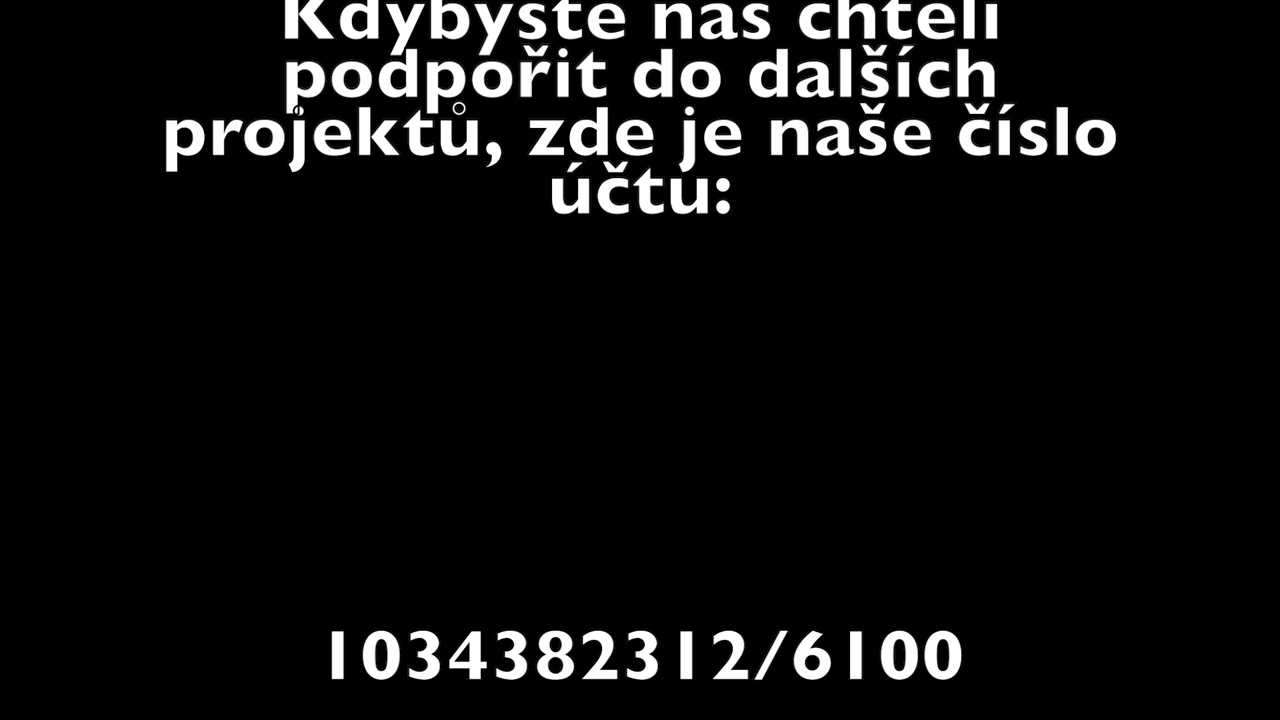 Kdybyste nás chtěli
podpořit do dalších
projektů, zde je naše číslo
účtu:
1034382312/6100